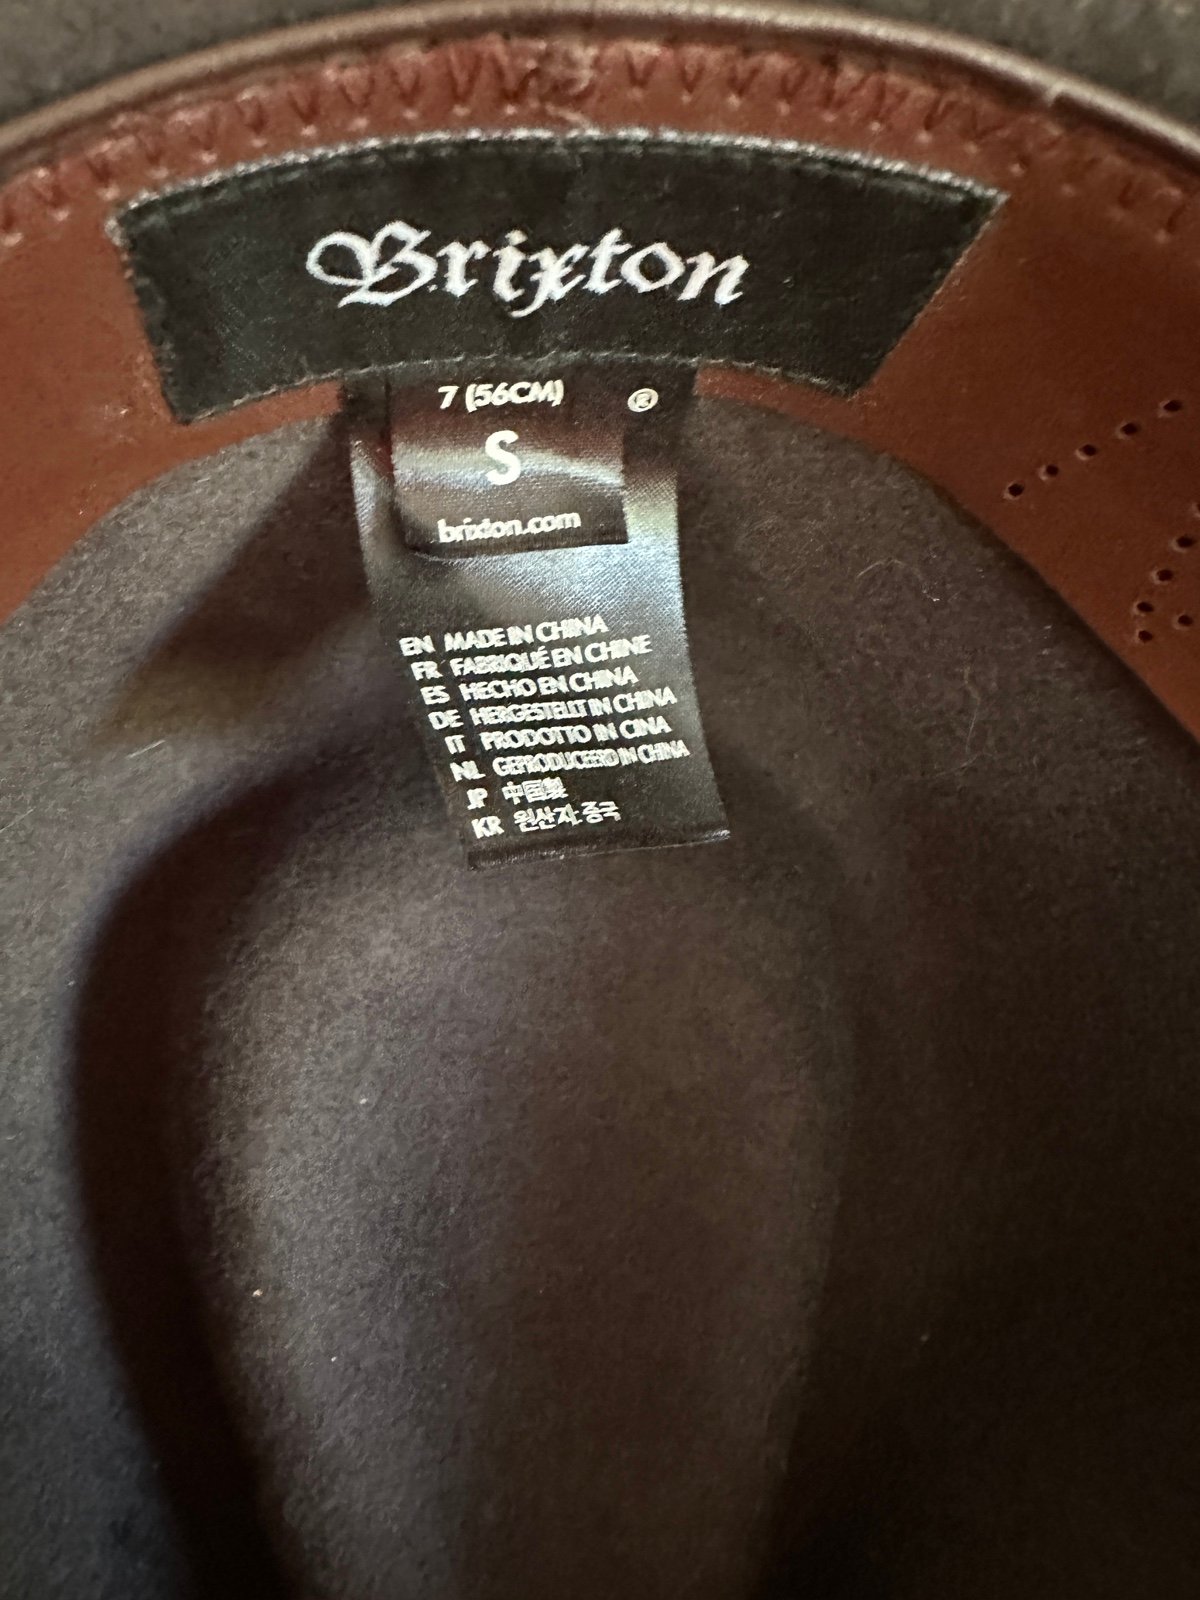 Brixton
7 (56CM)
®
S
brixton.com
EN MADE IN CHINA
FR FABRIQUÉ EN CHINE
ES HECHO EN CHINA
DE HERGESTELLT IN CHINA
IT PRODOTTO IN CINA
NL GEPRODUCEERD IN CHINA
JP 中国製
KR 원산지: 중국